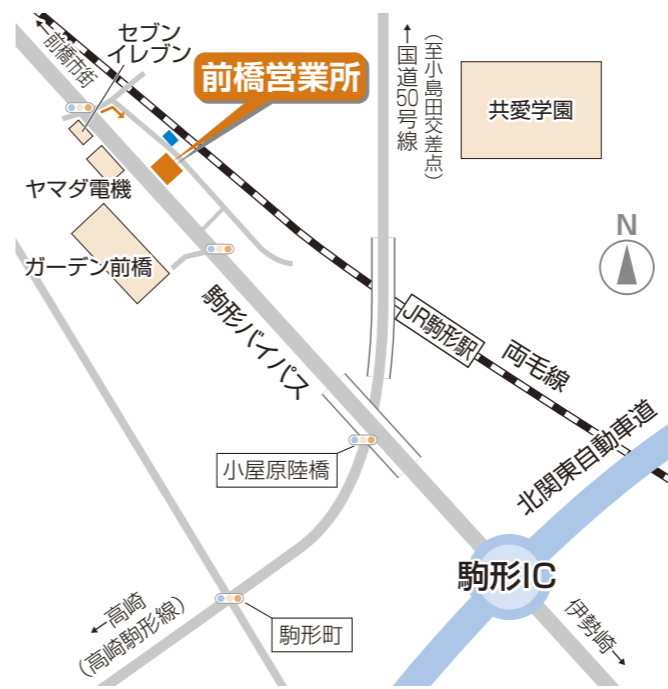 ←前橋市街
セブン
イレブン
前橋営業所
←国道50号線
(至小島田交差点)
共愛学園
ヤマダ電機
ガーデン前橋
N
駒形バイパス
JR駒形駅
両毛線
北関東自動車道
小屋原陸橋
駒形IC
←高崎
(高崎駒形線)
駒形町
伊勢崎→